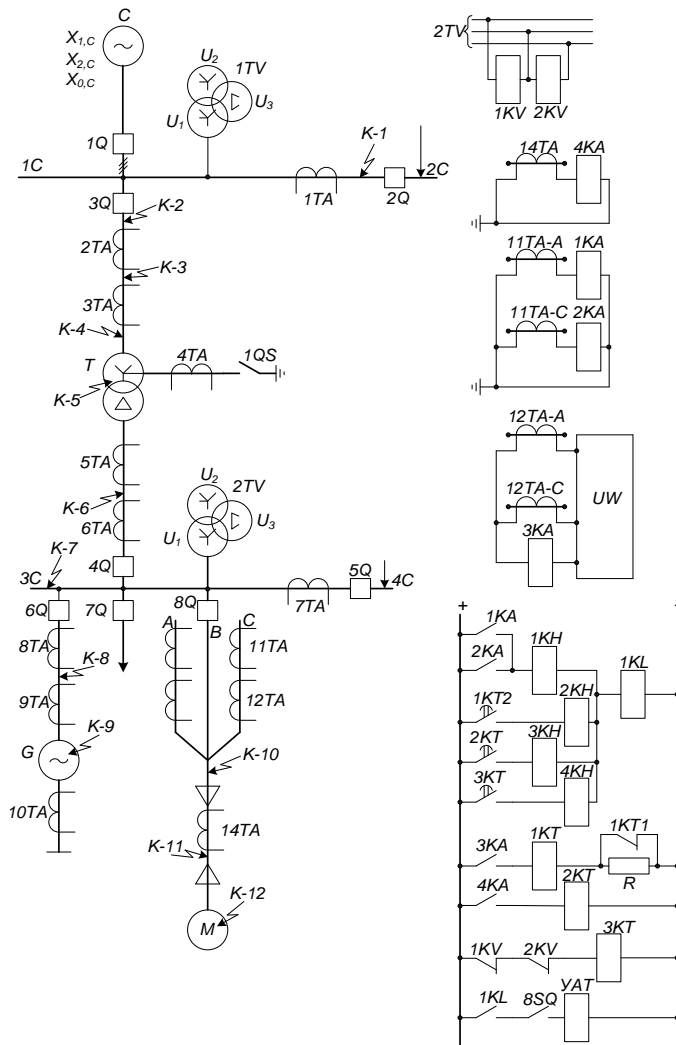 C
X1,C
X2,C
X0,C
U2
1TV
U3
U1
1Q
K-1
1C
2C
1TA
2Q
3Q
K-2
2TA
K-3
3TA
K-4
T
4TA
1QS
K-5
5TA
K-6
6TA
U2
2TV
U3
U1
K-7
4Q
5Q
3C
4C
7TA
6Q
7Q
8Q
A
B
C
8TA
11TA
K-8
9TA
12TA
G
K-9
K-10
10TA
14TA
K-11
K-12
M
2TV
1KV
2KV
14TA
4KA
11TA-A
1KA
11TA-C
2KA
12TA-A
12TA-C
UW
3KA
+
-
1KA
1KH
2KA
1KL
1KT2
2KH
2KT
3KH
3KT
4KH
1KT1
3KA
1KT
R
4KA
2KT
1KV
2KV
3KT
1KL
8SQ
УАТ